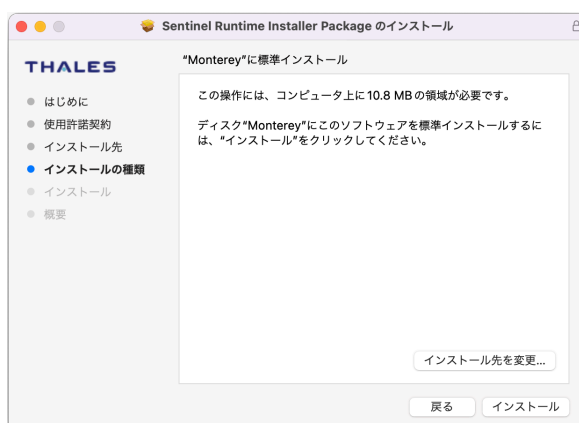 Sentinel Runtime Installer Package のインストール
THALES
"Monterey"に標準インストール
はじめに
使用許諾契約
インストール先
インストールの種類
インストール
概要
この操作には、コンピュータ上に10.8 MBの領域が必要です。
ディスク"Monterey"にこのソフトウェアを標準インストールするに
は、"インストール"をクリックしてください。
インストール先を変更...
戻る
インストール